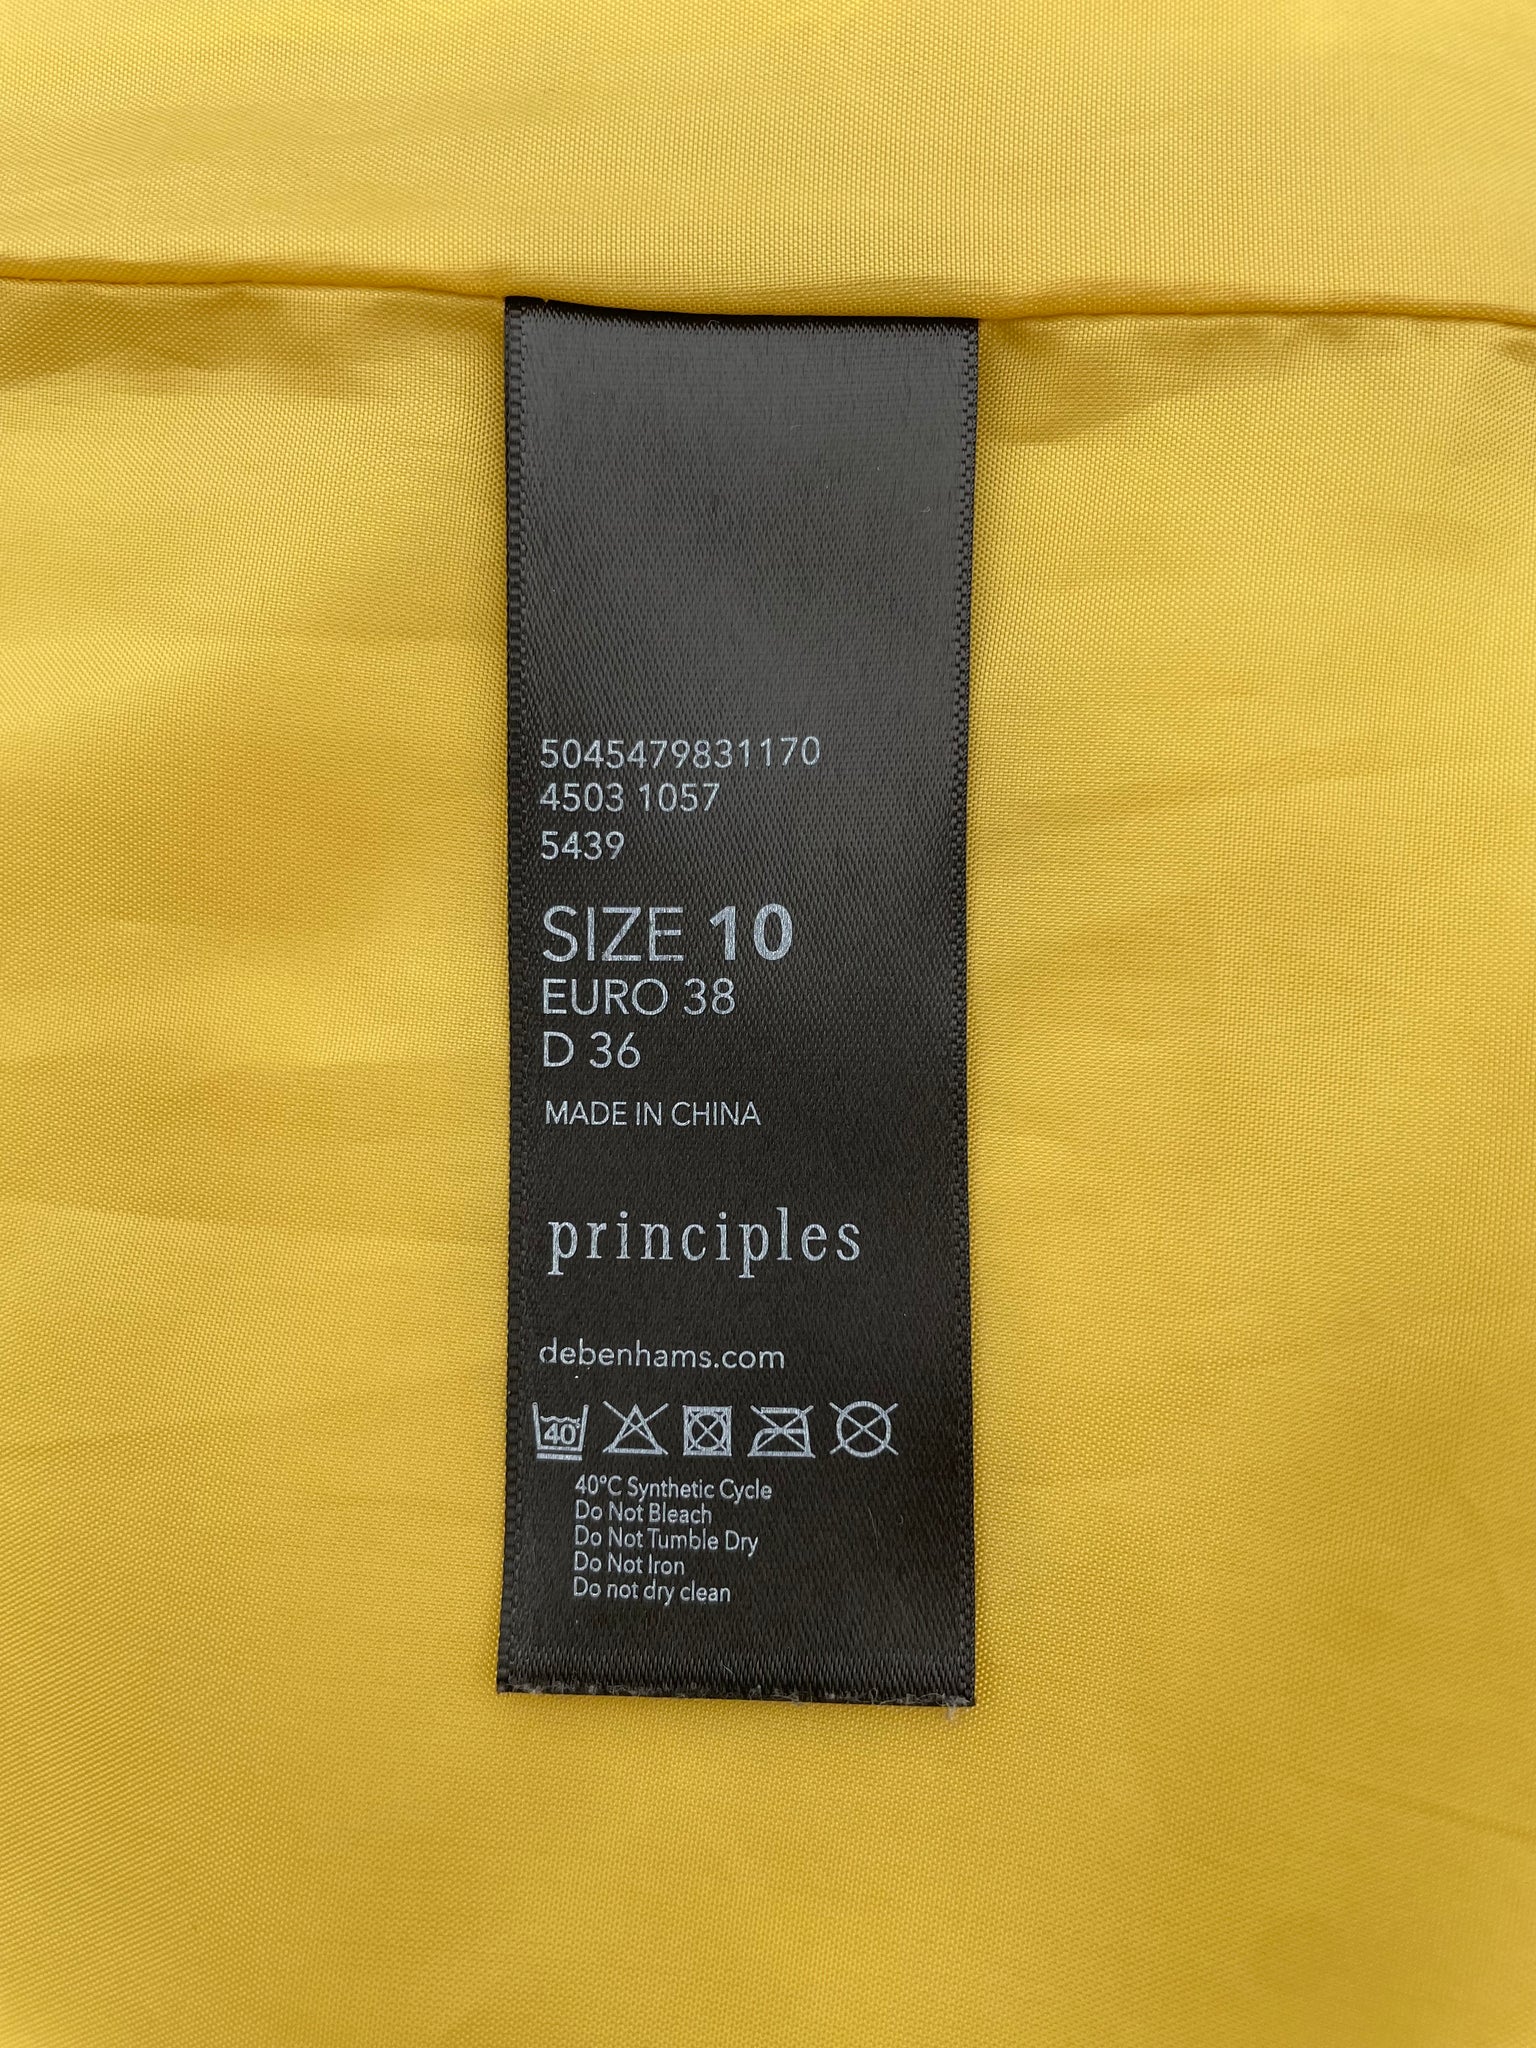 5045479831170
4503 1057
5439
SIZE 10
EURO 38
D 36
MADE IN CHINA
principles
debenhams.com
40
40°C Synthetic Cycle
Do Not Bleach
Do Not Tumble Dry
Do Not Iron
Do not dry clean